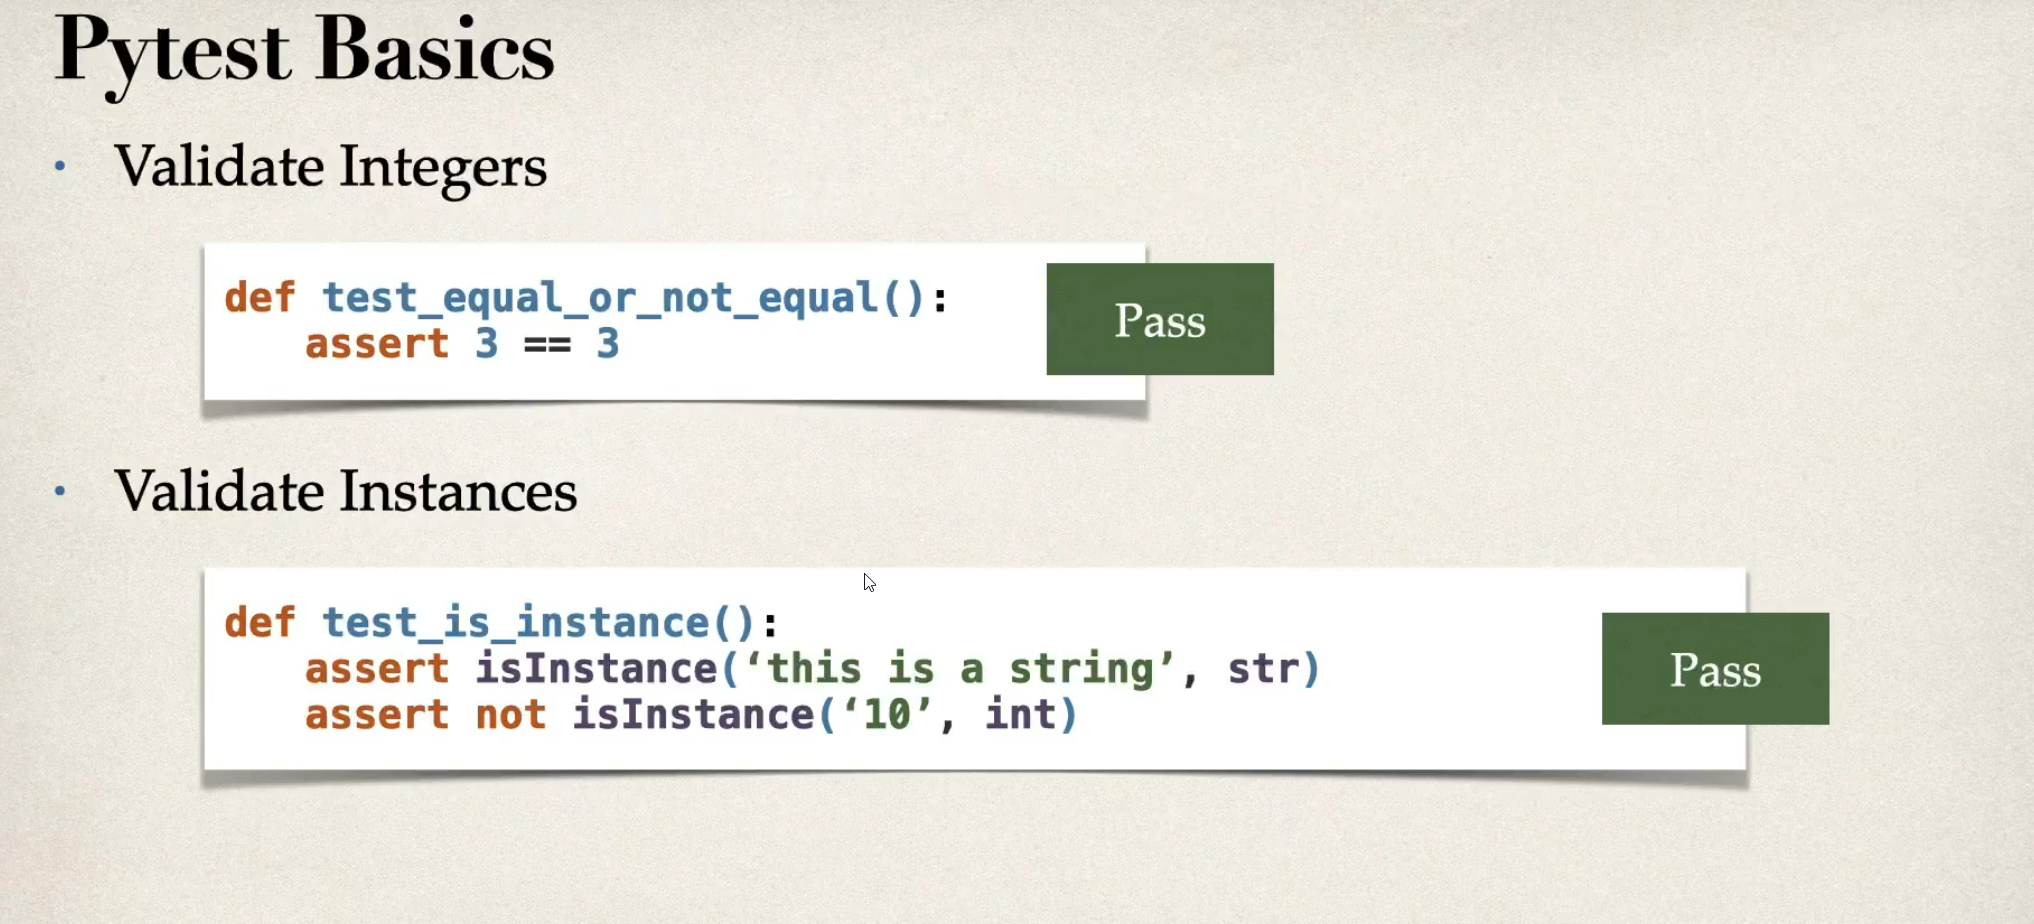 Pytest Basics
• Validate Integers
def test_equal_or_not_equal():
    assert 3 == 3
Pass
• Validate Instances
def test_is_instance():
    assert isInstance(‘this is a string’, str)
    assert not isInstance(‘10’, int)
Pass